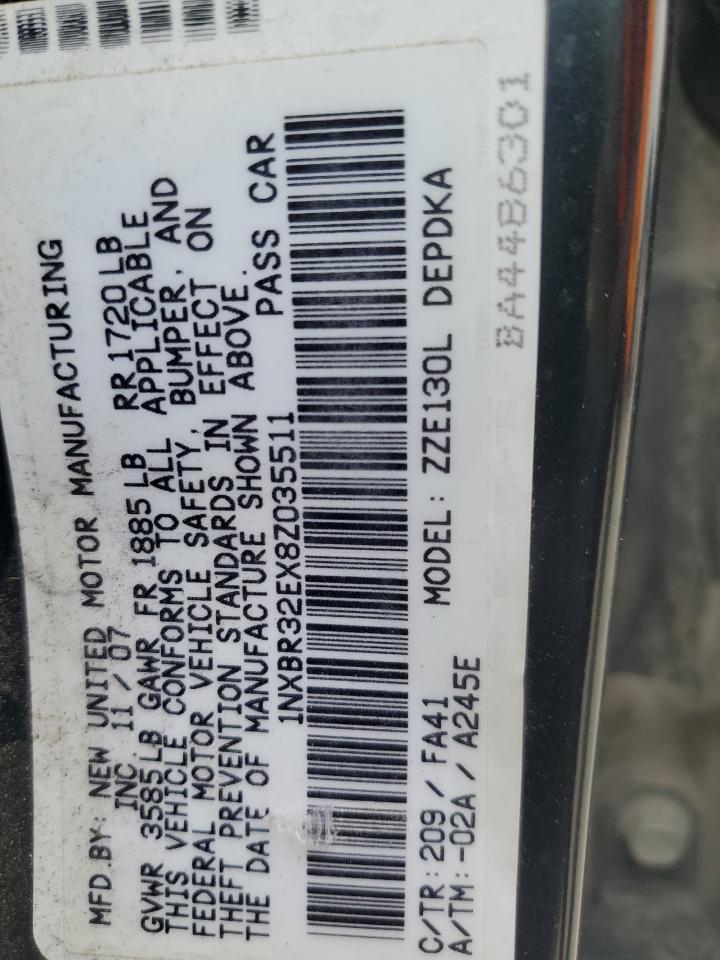 MFD.BY: NEW UNITED MOTOR MANUFACTURING
INC 11/07
GVWR 3585LB GAWR FR 1885LB RR 1720LB
THIS VEHICLE CONFORMS TO ALL APPLICABLE
FEDERAL MOTOR VEHICLE SAFETY, BUMPER, AND
THEFT PREVENTION STANDARDS IN EFFECT ON
THE DATE OF MANUFACTURE SHOWN ABOVE.
1NXBR32EX8Z035511 PASS CAR
C/TR:209/FA41 MODEL: ZZE130L DEPDKA
A/TM:-02A/A245E
BA44B6301